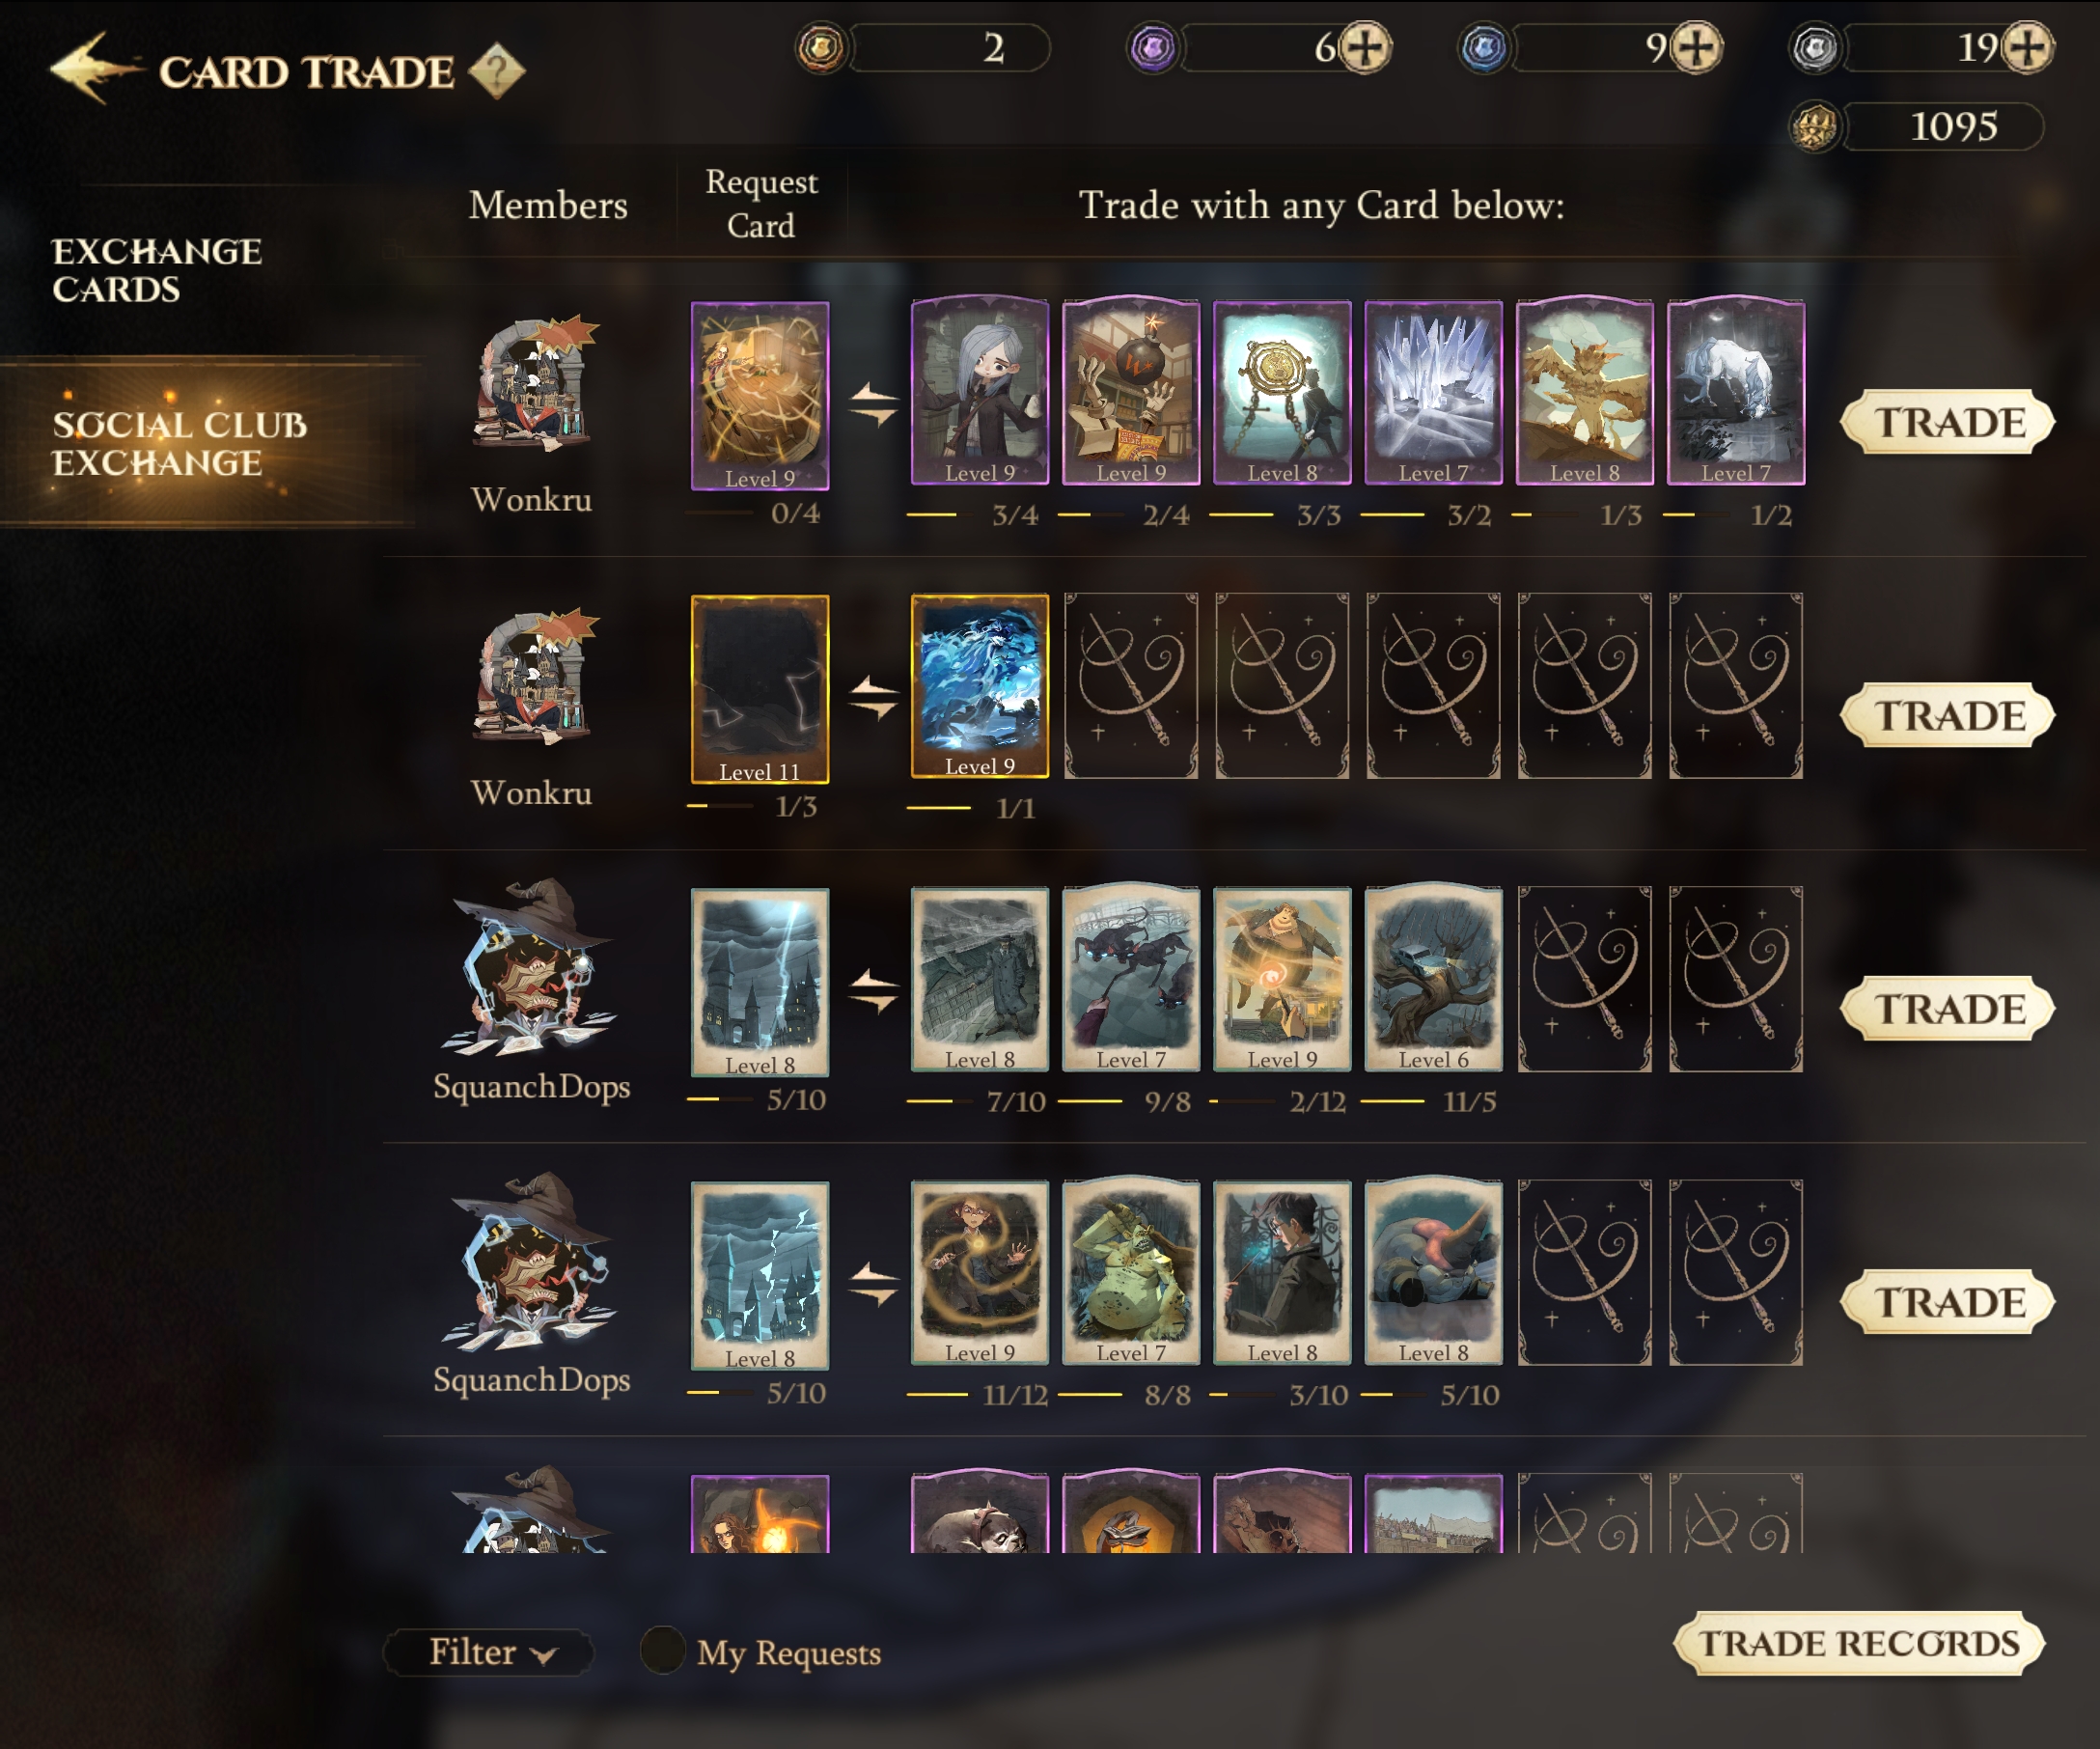 CARD TRADE ?
2
6
9
19
1095
EXCHANGE
CARDS
SOCIAL CLUB
EXCHANGE
Members
Request
Card
Trade with any Card below:
Level 9
Level 9
Level 9
Level 8
Level 7
Level 8
Level 7
TRADE
Wonkru
0/4
3/4
2/4
3/3
3/2
1/3
1/2
Level 11
Level 9
TRADE
Wonkru
1/3
1/1
Level 8
Level 8
Level 7
Level 9
Level 6
TRADE
SquanchDops
5/10
7/10
9/8
2/12
11/5
Level 8
Level 9
Level 7
Level 8
Level 8
TRADE
SquanchDops
5/10
11/12
8/8
3/10
5/10
Filter
My Requests
TRADE RECORDS